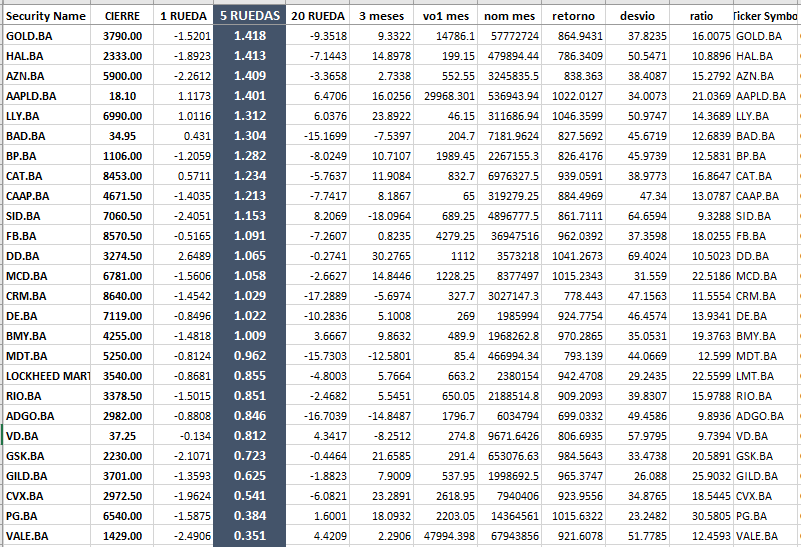 Security Name CIERRE 1 RUEDA 5 RUEDAS 20 RUEDA 3 meses vo1 mes nom mes retorno desvio ratio Ticker Symbo
GOLD.BA 3790.00 -1.5201 1.418 -9.3518 9.3322 14786.1 57772724 864.9431 37.8235 16.0075 GOLD.BA
HAL.BA 2333.00 -1.8923 1.413 -7.1443 14.8978 199.15 479894.44 786.3409 50.5471 10.8896 HAL.BA
AZN.BA 5900.00 -2.2612 1.409 -3.3658 2.7338 552.55 3245835.5 838.363 38.4087 15.2792 AZN.BA
AAPLD.BA 18.10 1.1173 1.401 6.4706 16.0256 29968.301 536943.94 1022.0127 34.0073 21.0369 AAPLD.BA
LLY.BA 6990.00 1.0116 1.312 6.0376 23.8922 46.15 311686.94 1046.3599 50.9747 14.3689 LLY.BA
BAD.BA 34.95 0.431 1.304 -15.1699 -7.5397 204.7 7181.9624 827.5692 45.6719 12.6839 BAD.BA
BP.BA 1106.00 -1.2059 1.282 -8.0249 10.7107 1989.45 2267155.3 826.4176 45.9739 12.5831 BP.BA
CAT.BA 8453.00 0.5711 1.234 -5.7637 11.9084 832.7 6976327.5 939.0591 38.9773 16.8647 CAT.BA
CAAP.BA 4671.50 -1.4035 1.213 -7.7417 8.1867 65 319279.25 884.4969 47.34 13.0787 CAAP.BA
SID.BA 7060.50 -2.4051 1.153 8.2069 -18.0964 689.25 4896777.5 861.7111 64.6594 9.3288 SID.BA
FB.BA 8570.50 -0.5165 1.091 -7.2607 0.8235 4279.25 36947516 962.0392 37.3598 18.0255 FB.BA
DD.BA 3274.50 2.6489 1.065 -0.2741 30.2765 1112 3573218 1041.2673 69.4024 10.5023 DD.BA
MCD.BA 6781.00 -1.5606 1.058 -2.6627 14.8446 1228.25 8377497 1015.2343 31.559 22.5186 MCD.BA
CRM.BA 8640.00 -1.4542 1.029 -17.2889 -5.6974 327.7 3027147.3 778.443 47.1563 11.5554 CRM.BA
DE.BA 7119.00 -0.8496 1.022 -10.2836 5.1008 269 1985994 924.7754 46.4574 13.9341 DE.BA
BMY.BA 4255.00 -1.4818 1.009 3.6667 9.8632 489.9 1968262.8 970.2865 35.0531 19.3763 BMY.BA
MDT.BA 5250.00 -0.8124 0.962 -15.7303 -12.5801 85.4 466994.34 793.139 44.0669 12.599 MDT.BA
LOCKHEED MART 3540.00 -0.8681 0.855 -4.8003 5.7664 663.2 2380154 942.4708 29.2435 22.5599 LMT.BA
RIO.BA 3378.50 -1.5015 0.851 -2.4682 5.5451 650.05 2188514.8 909.2093 39.8307 15.9788 RIO.BA
ADGO.BA 2982.00 -0.8808 0.846 -16.7039 -14.8487 1796.7 6034794 699.0332 49.4586 9.8936 ADGO.BA
VD.BA 37.25 -0.134 0.812 4.3417 -8.2512 274.8 9671.6426 806.6935 57.9795 9.7394 VD.BA
GSK.BA 2230.00 -2.1071 0.723 -0.4464 21.6585 291.4 653076.63 984.5643 33.4738 20.5891 GSK.BA
GILD.BA 3701.00 -1.3593 0.625 -1.8823 7.9009 537.95 1998692.5 965.3747 26.088 25.9032 GILD.BA
CVX.BA 2972.50 -1.9624 0.541 -6.0821 23.2891 2618.95 7940406 923.9556 34.8765 18.5445 CVX.BA
PG.BA 6540.00 -1.5875 0.384 1.6001 18.0932 2203.05 14364561 1015.6322 23.2482 30.5805 PG.BA
VALE.BA 1429.00 -2.4906 0.351 4.4209 2.2906 47994.398 67943856 921.6078 51.7785 12.4593 VALE.BA